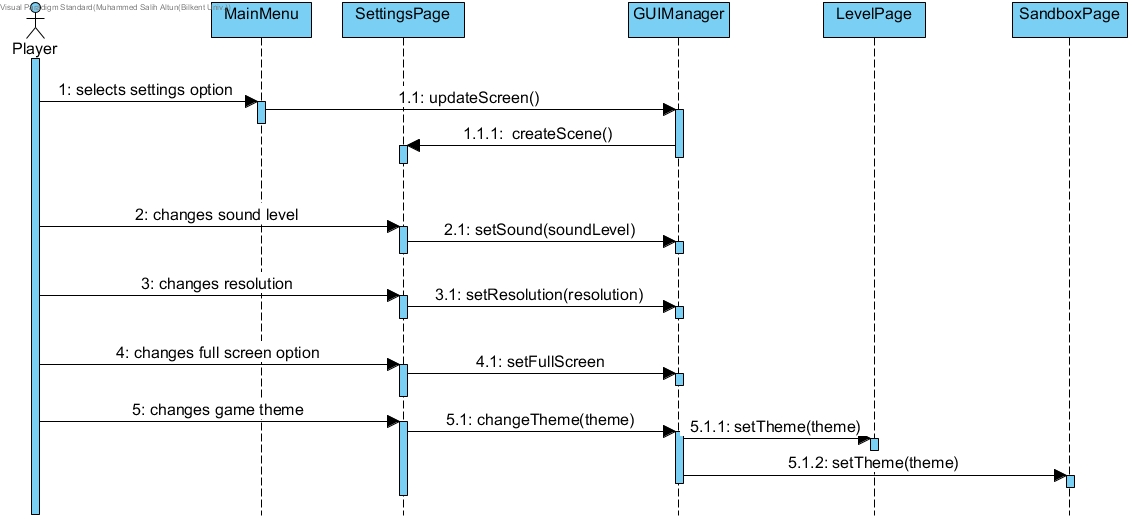 Visual Paradigm Standard(Muhammed Salih Altun(Bilkent Univ.))
MainMenu
SettingsPage
GUIManager
LevelPage
SandboxPage
Player
1: selects settings option
1.1: updateScreen()
1.1.1: createScene()
2: changes sound level
2.1: setSound(soundLevel)
3: changes resolution
3.1: setResolution(resolution)
4: changes full screen option
4.1: setFullScreen
5: changes game theme
5.1: changeTheme(theme)
5.1.1: setTheme(theme)
5.1.2: setTheme(theme)